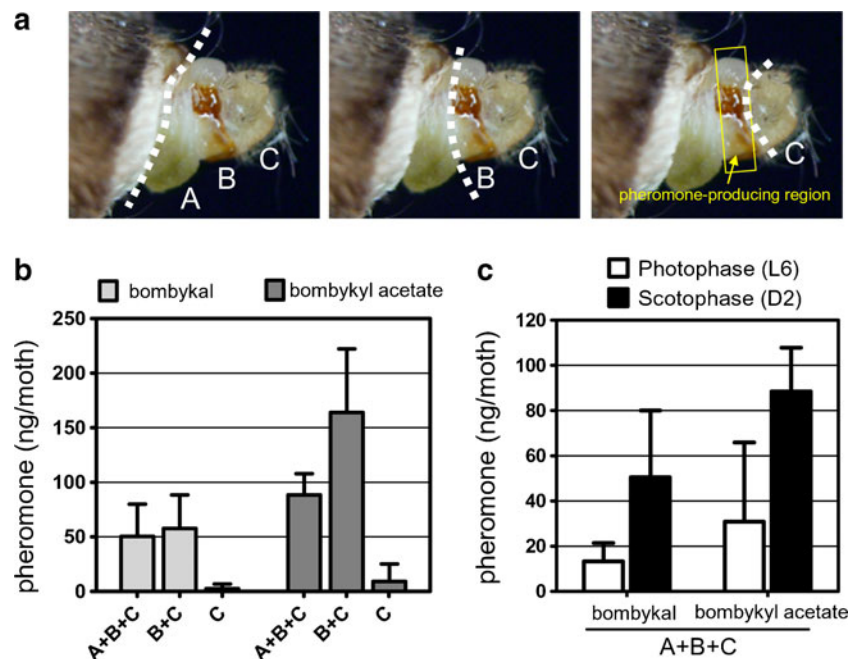 a
A
B
C
B
C
C
pheromone-producing region
b
bombykal
bombykyl acetate
pheromone (ng/moth)
250
200
150
100
50
0
A+B+C
B+C
C
A+B+C
B+C
C
c
Photophase (L6)
Scotophase (D2)
pheromone (ng/moth)
120
100
80
60
40
20
0
bombykal
bombykyl acetate
A+B+C